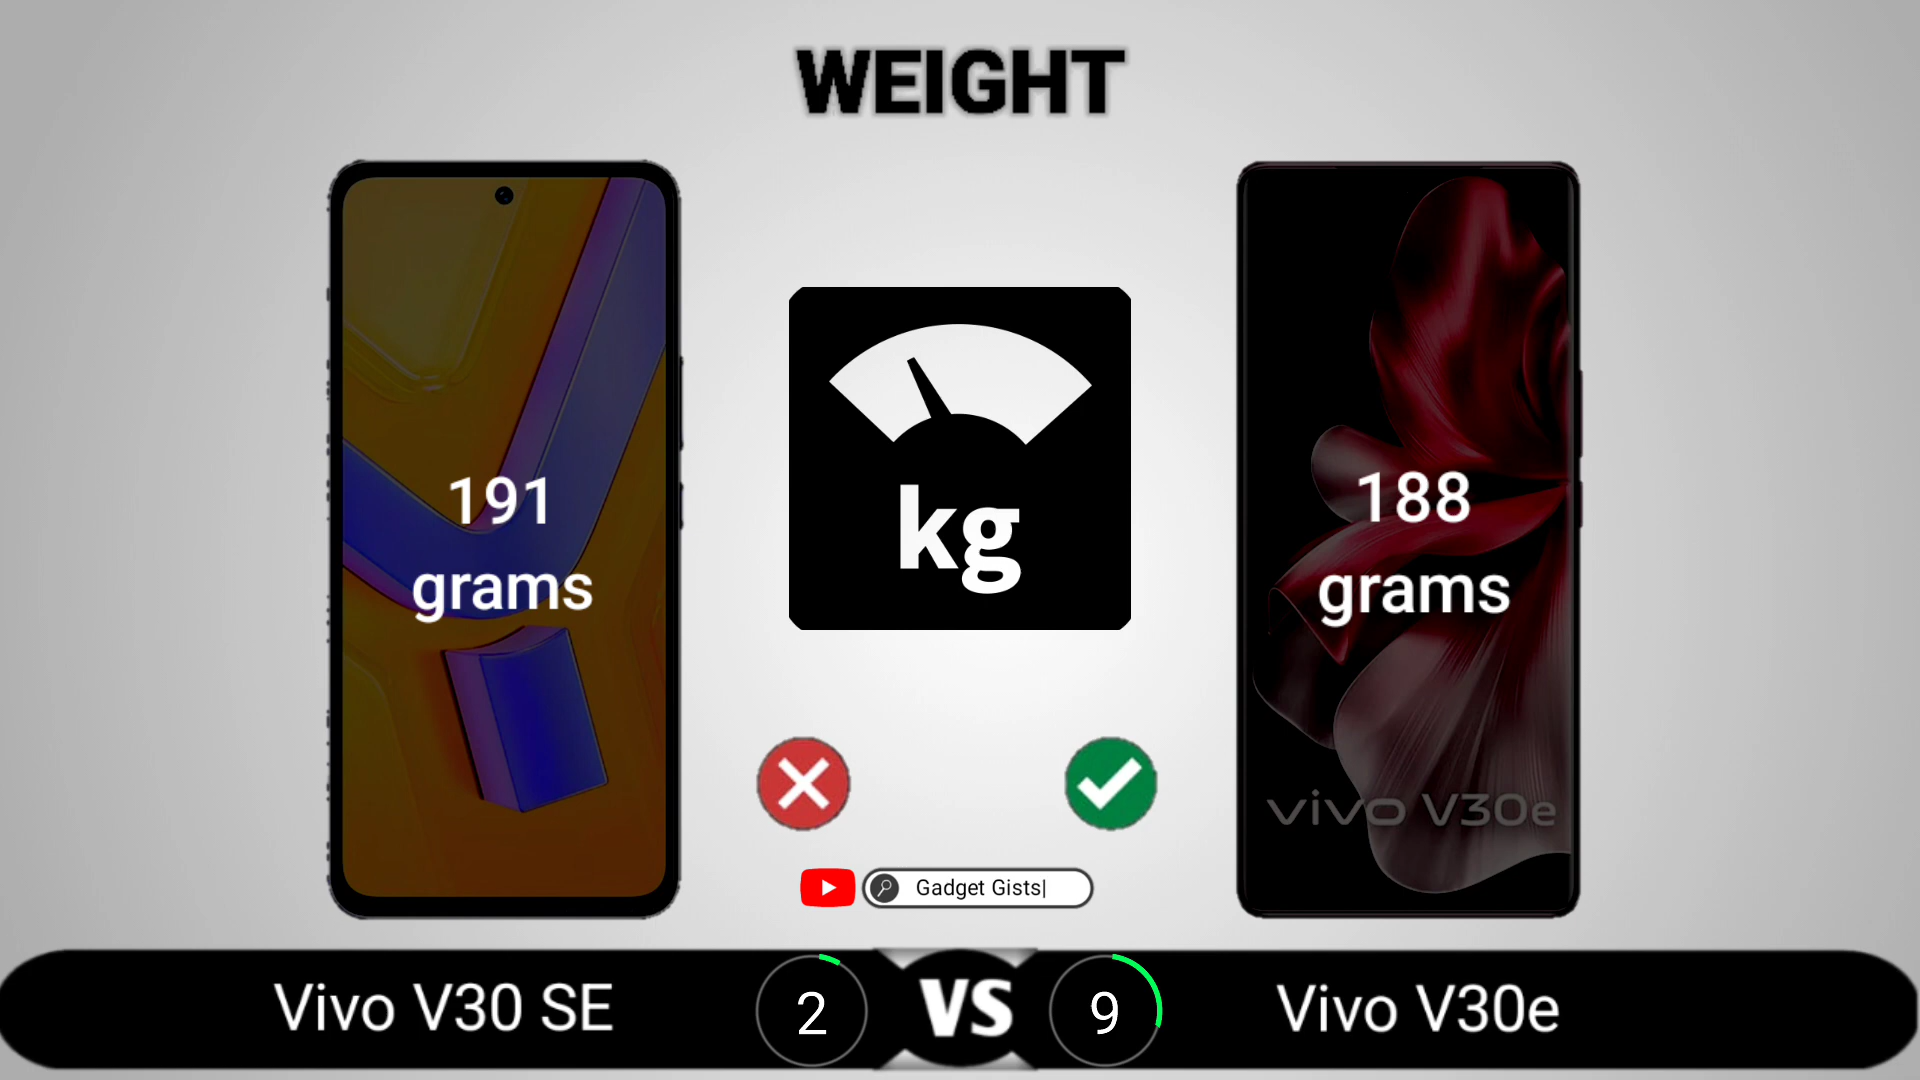 WEIGHT
191
grams
kg
188
grams
vivo V30e
Gadget Gists|
Vivo V30 SE
2
VS
9
Vivo V30e